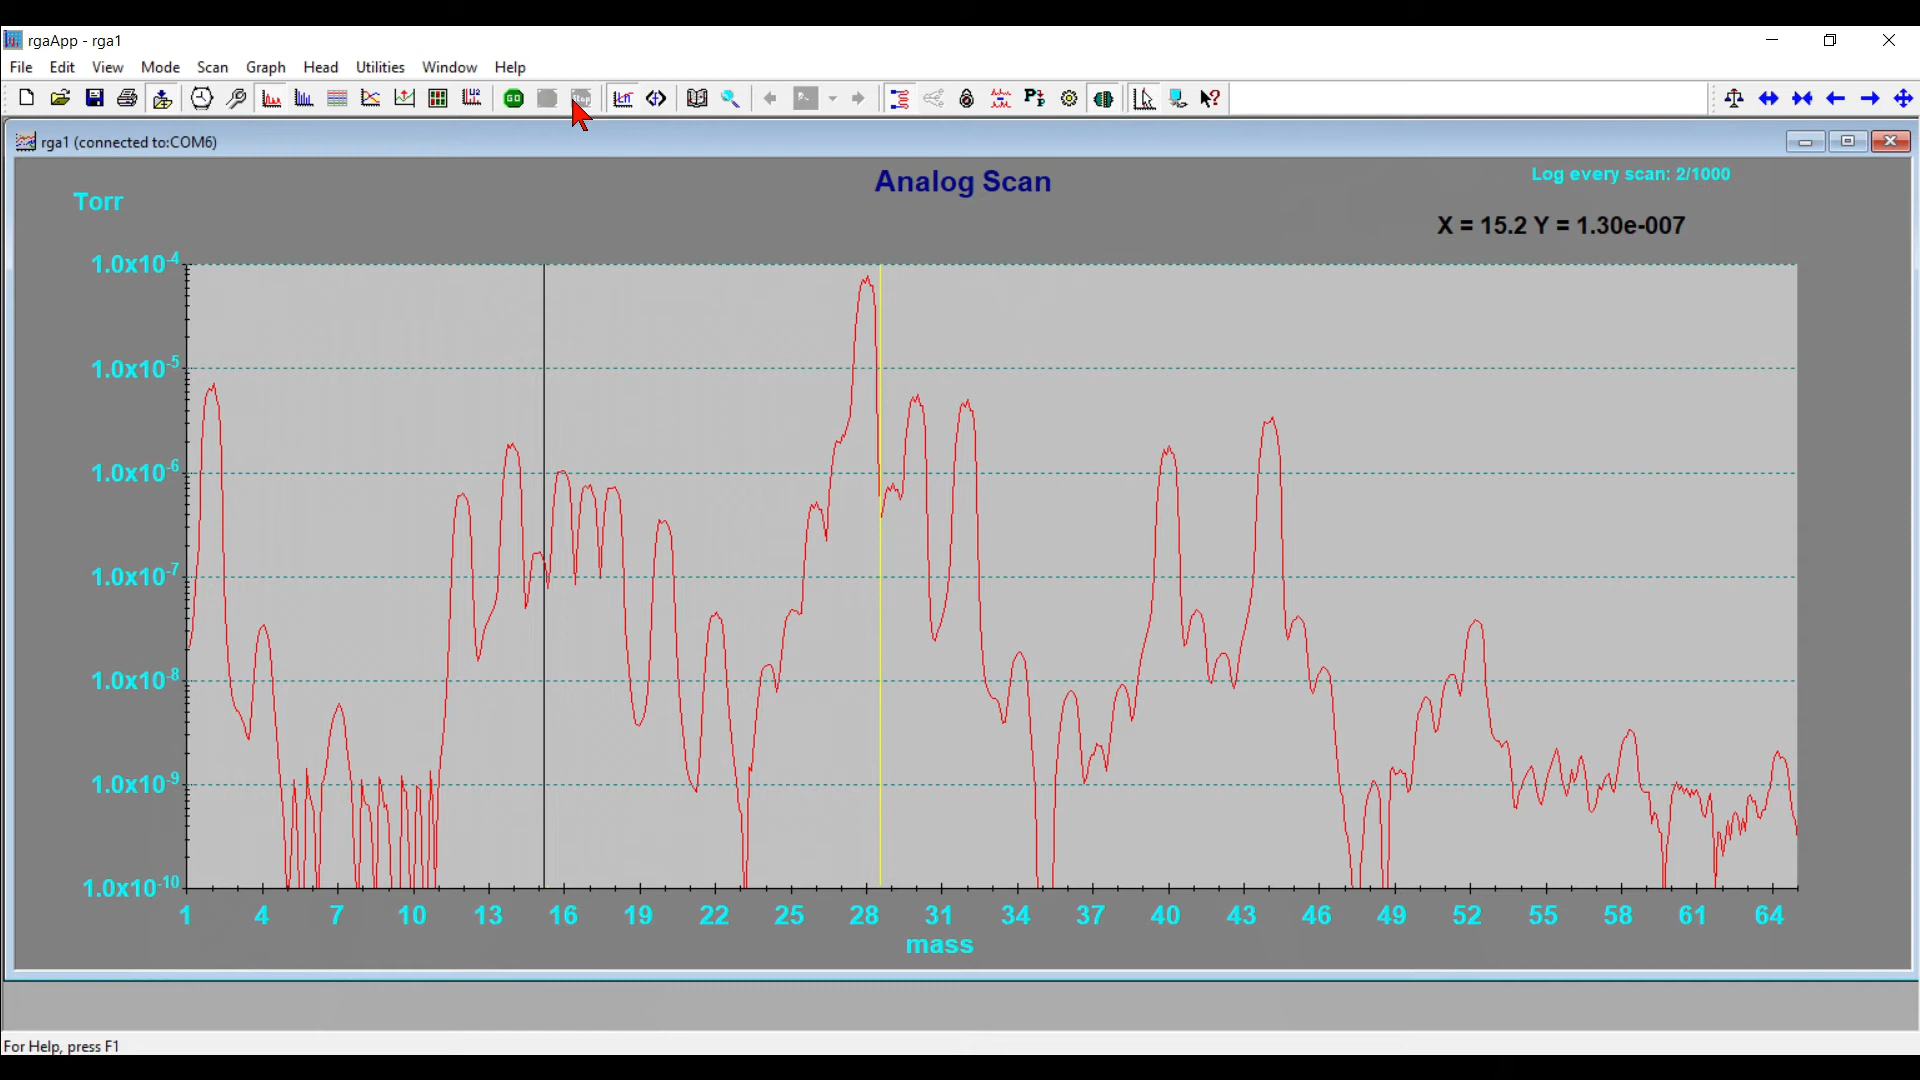 rgaApp - rga1
File Edit View Mode Scan Graph Head Utilities Window Help
GO Stop
rga1 (connected to:COM6)
Analog Scan
Log every scan: 2/1000
Torr
X = 15.2 Y = 1.30e-007
1.0x10-4
1.0x10-5
1.0x10-6
1.0x10-7
1.0x10-8
1.0x10-9
1.0x10-10
1 4 7 10 13 16 19 22 25 28 31 34 37 40 43 46 49 52 55 58 61 64
mass
For Help, press F1